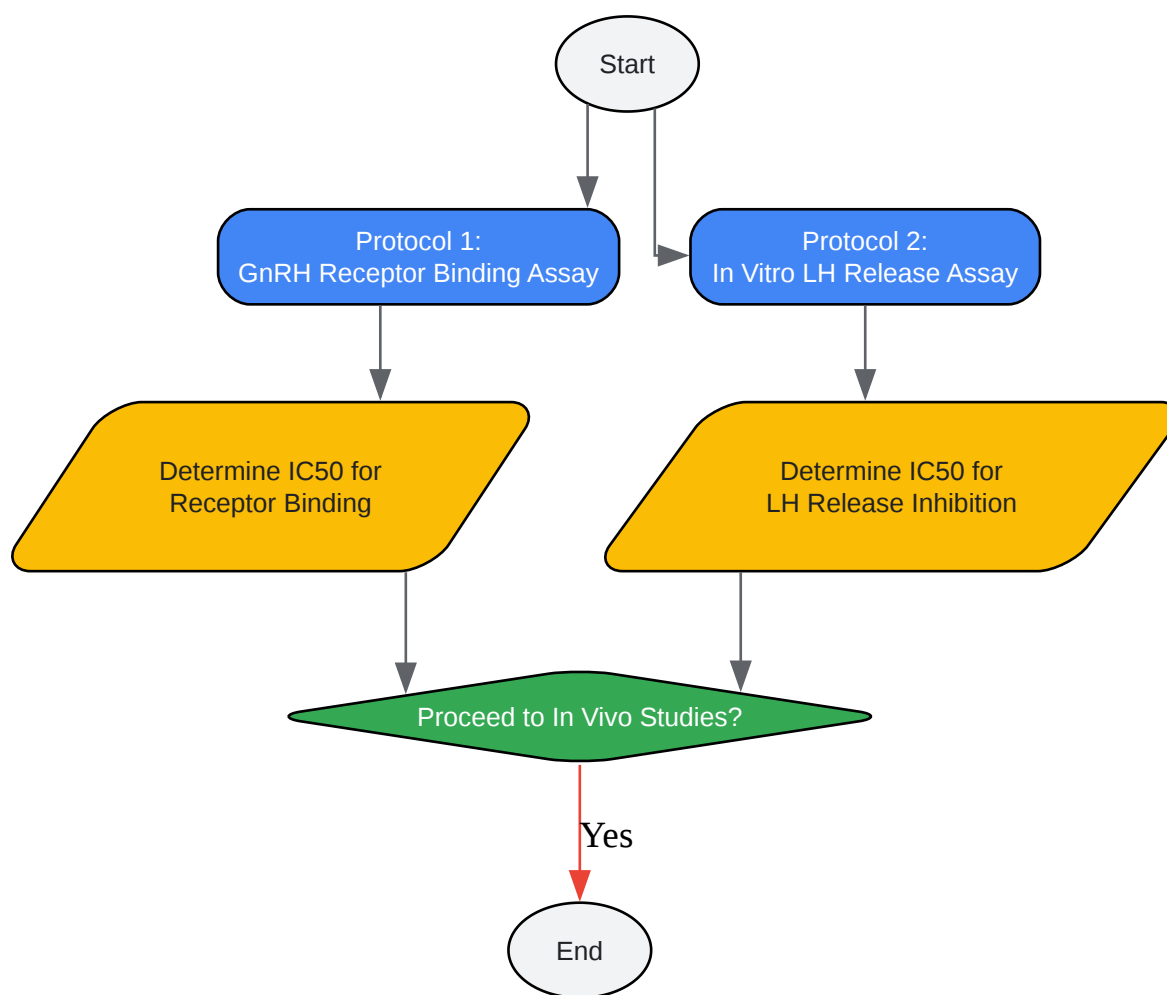 Start
Protocol 1:
GnRH Receptor Binding Assay
Protocol 2:
In Vitro LH Release Assay
Determine IC50 for
Receptor Binding
Determine IC50 for
LH Release Inhibition
Proceed to In Vivo Studies?
Yes
End